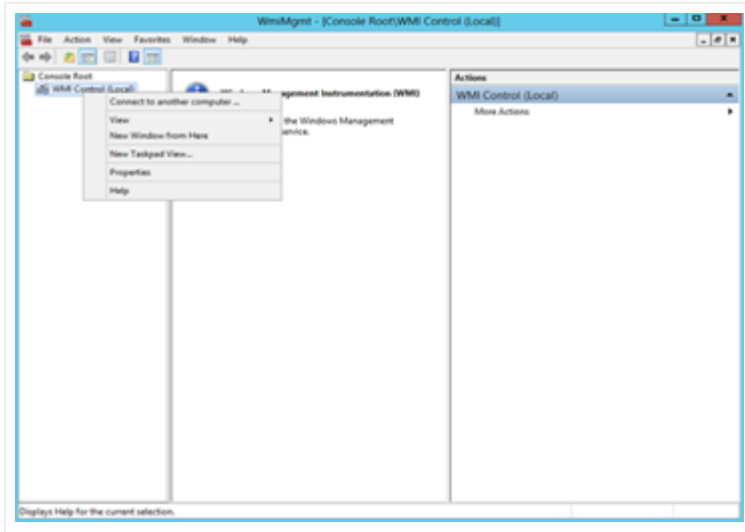 WmiMgmt - [Console Root\WMI Control (Local)]
File Action View Favorites Window Help
Console Root
WMI Control (Local)
Connect to another computer ...
View
New Window from Here
New Taskpad View...
Properties
Help
Management Instrumentation (WMI)
the Windows Management
service.
Actions
WMI Control (Local)
More Actions
Displays Help for the current selection.